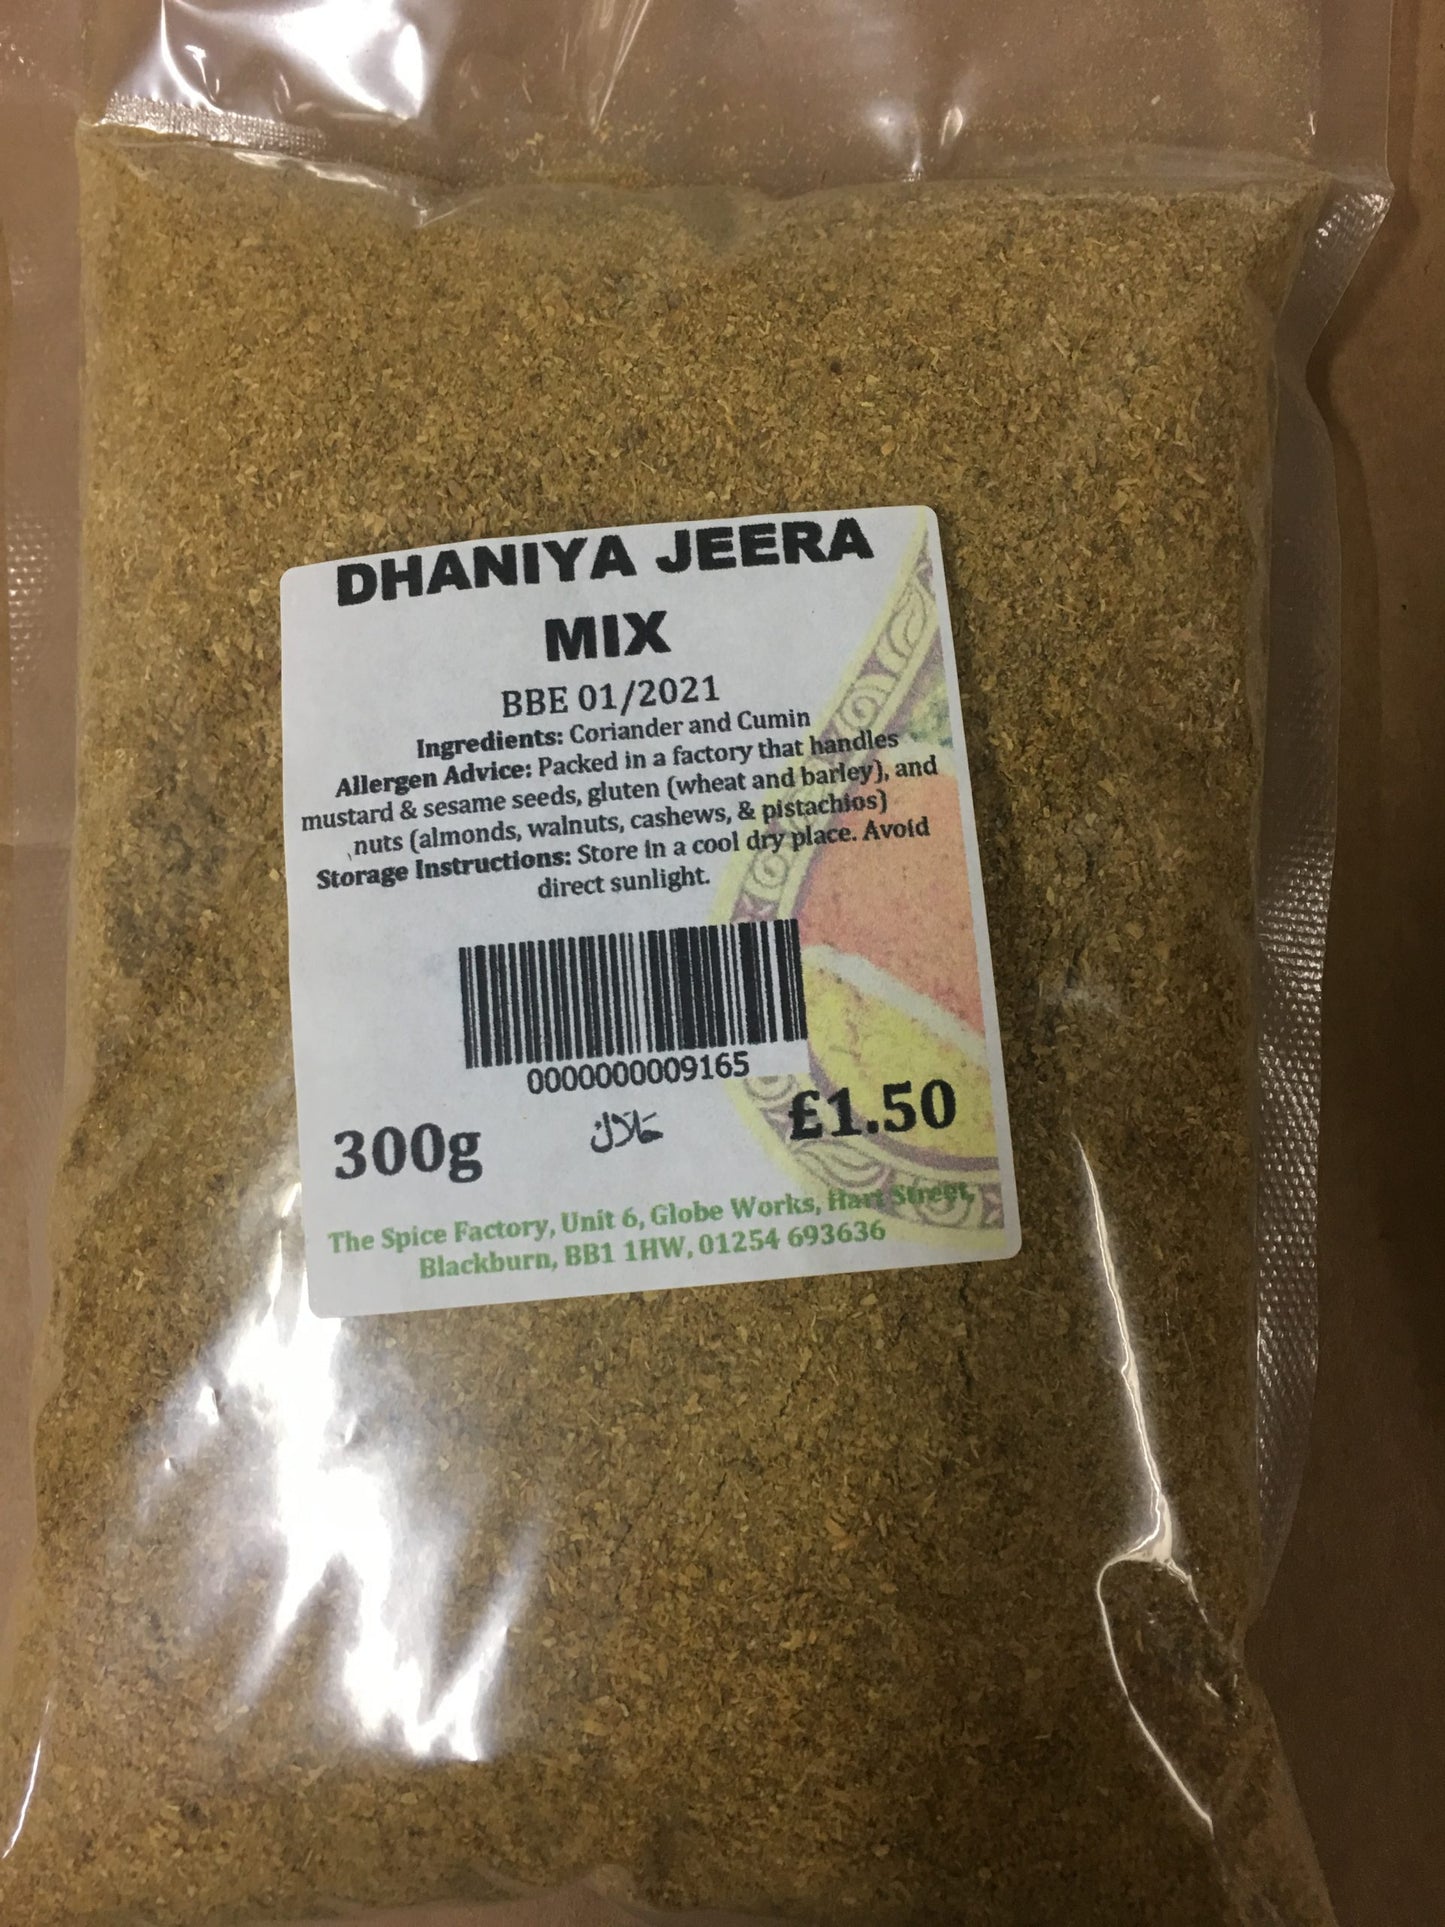 DHANIYA JEERA
MIX
BBE 01/2021
Ingredients: Coriander and Cumin
Allergen Advice: Packed in a factory that handles
mustard & sesame seeds, gluten (wheat and barley), and
nuts (almonds, walnuts, cashews, & pistachios)
Storage Instructions: Store in a cool dry place. Avoid
direct sunlight.
0000000009165
300g حلال £1.50
The Spice Factory, Unit 6, Globe Works, Hart Street,
Blackburn, BB1 1HW, 01254 693636